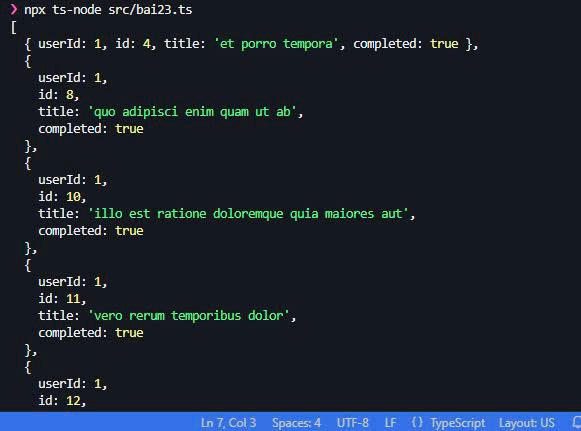 ❯ npx ts-node src/bai23.ts
[
  { userId: 1, id: 4, title: 'et porro tempora', completed: true },
  {
    userId: 1,
    id: 8,
    title: 'quo adipisci enim quam ut ab',
    completed: true
  },
  {
    userId: 1,
    id: 10,
    title: 'illo est ratione doloremque quia maiores aut',
    completed: true
  },
  {
    userId: 1,
    id: 11,
    title: 'vero rerum temporibus dolor',
    completed: true
  },
  {
    userId: 1,
    id: 12,
Ln 7, Col 3 Spaces: 4 UTF-8 LF {} TypeScript Layout: US